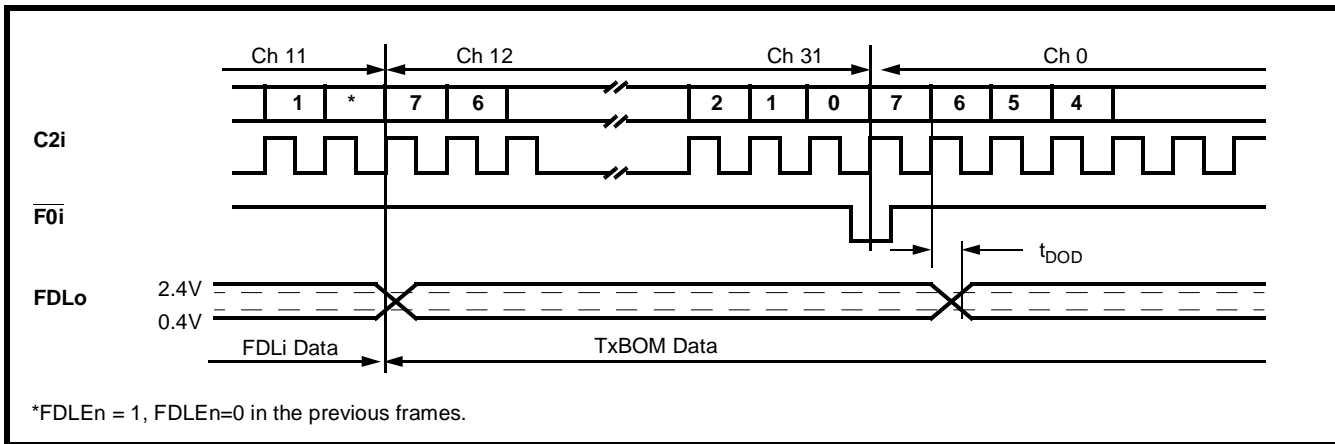 Ch 11 Ch 12 Ch 31 Ch 0
1 * 7 6 2 1 0 7 6 5 4
C2i
F0i
tDOD
FDLo
2.4V
0.4V
FDLi Data TxBOM Data
*FDLEn = 1, FDLEn=0 in the previous frames.